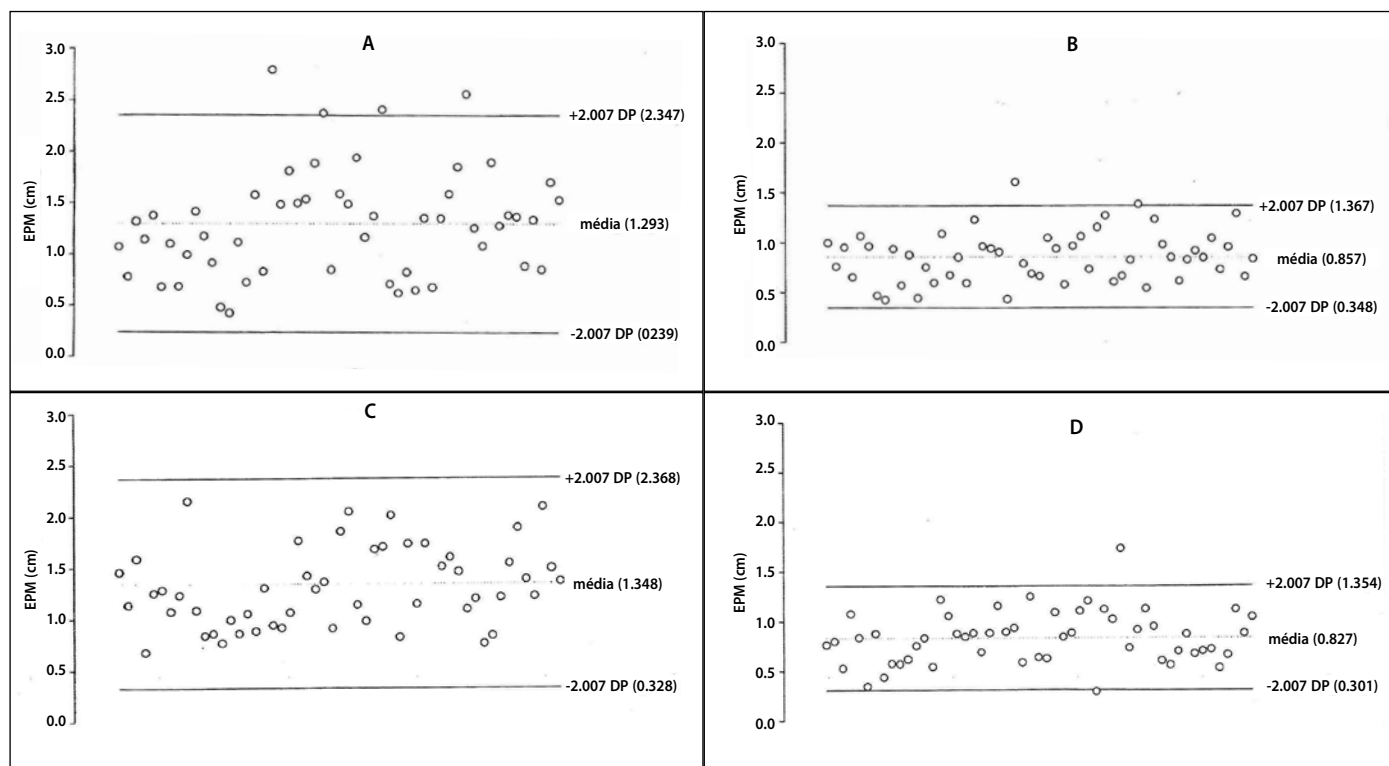 A
EPM (cm)
3.0
2.5
2.0
1.5
1.0
0.5
0.0
+2.007 DP (2.347)
média (1.293)
-2.007 DP (0239)
B
EPM (cm)
3.0
2.5
2.0
1.5
1.0
0.5
0.0
+2.007 DP (1.367)
média (0.857)
-2.007 DP (0.348)
C
EPM (cm)
3.0
2.5
2.0
1.5
1.0
0.5
0.0
+2.007 DP (2.368)
média (1.348)
-2.007 DP (0.328)
D
EPM (cm)
3.0
2.5
2.0
1.5
1.0
0.5
0.0
+2.007 DP (1.354)
média (0.827)
-2.007 DP (0.301)